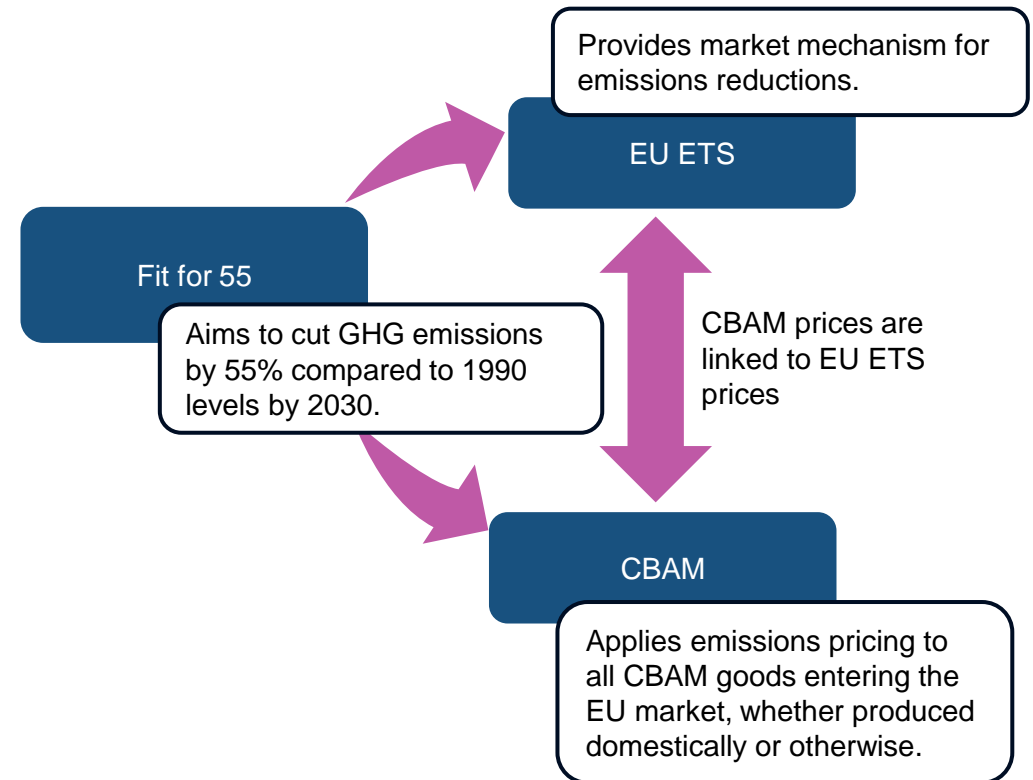 Provides market mechanism for
emissions reductions.
EU ETS
Fit for 55
Aims to cut GHG emissions
by 55% compared to 1990
levels by 2030.
CBAM prices are
linked to EU ETS
prices
CBAM
Applies emissions pricing to
all CBAM goods entering the
EU market, whether produced
domestically or otherwise.